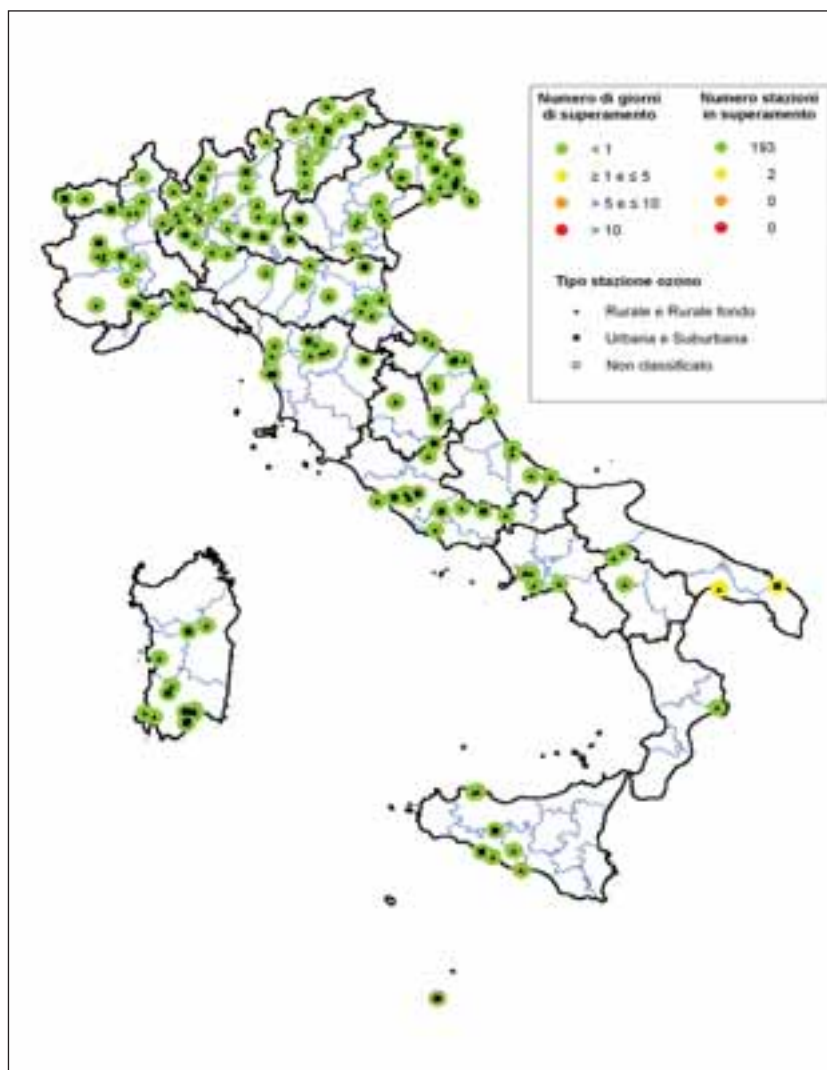 Numero di giorni di superamento
Numero stazioni in superamento
< 1 193
≥ 1 e ≤ 5 2
> 5 e ≤ 10 0
> 10 0
Tipo stazione ozono
Rurale e Rurale fondo
Urbana e Suburbana
Non classificato